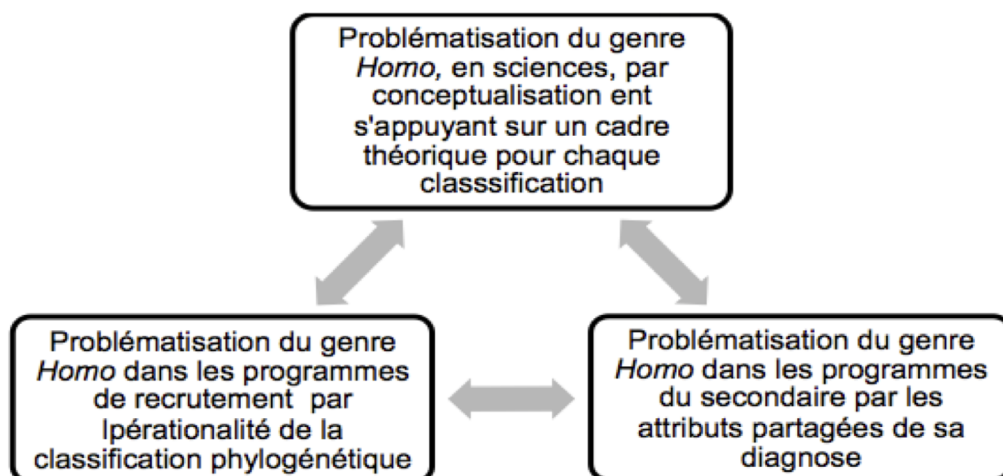 Problématisation du genre
Homo, en sciences, par
conceptualisation ent
s'appuyant sur un cadre
théorique pour chaque
classsification
Problématisation du genre
Homo dans les programmes
de recrutement par
lpérationalité de la
classification phylogénétique
Problématisation du genre
Homo dans les programmes
du secondaire par les
attributs partagées de sa
diagnose